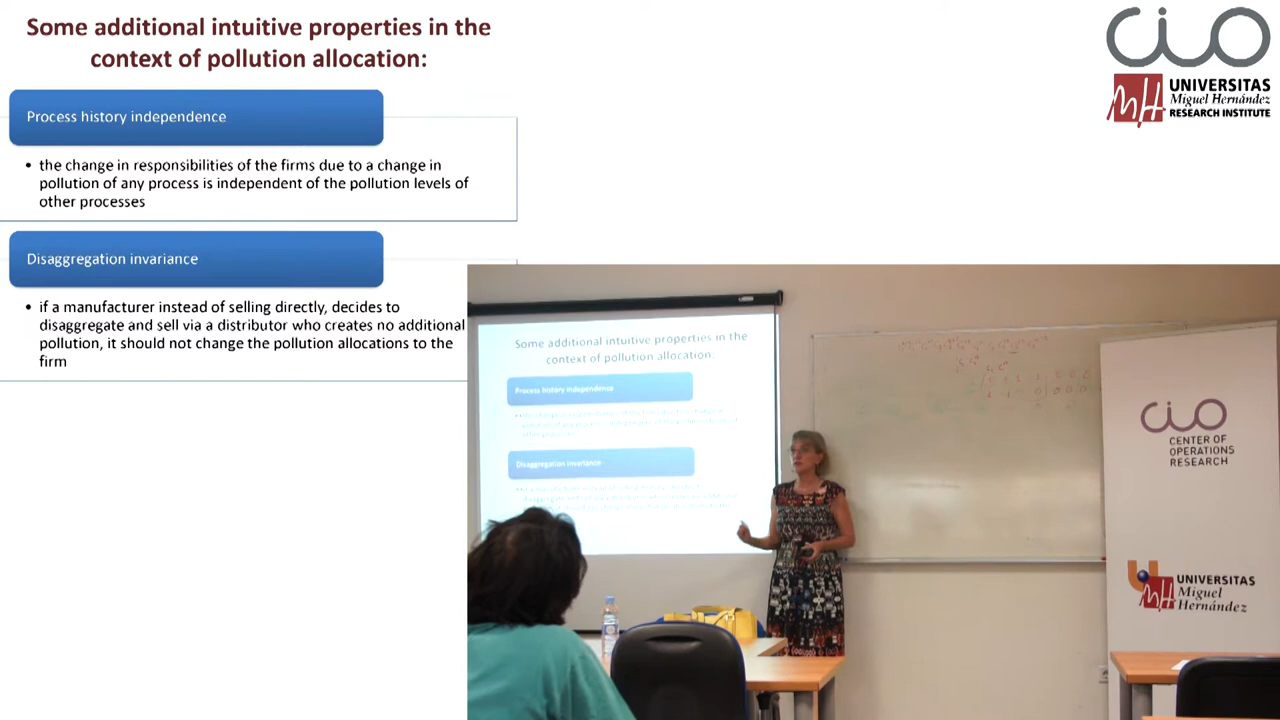 Some additional intuitive properties in the
context of pollution allocation:
Process history independence
• the change in responsibilities of the firms due to a change in
pollution of any process is independent of the pollution levels of
other processes
Disaggregation invariance
• if a manufacturer instead of selling directly, decides to
disaggregate and sell via a distributor who creates no additional
pollution, it should not change the pollution allocations to the
firm
CiO
UNIVERSITAS
Miguel Hernández
RESEARCH INSTITUTE
Some additional intuitive properties in the
context of pollution allocation:
Process history independence
Disaggregation invariance
CiO
CENTER OF
OPERATIONS
RESEARCH
UNIVERSITAS
Miguel
Hernández